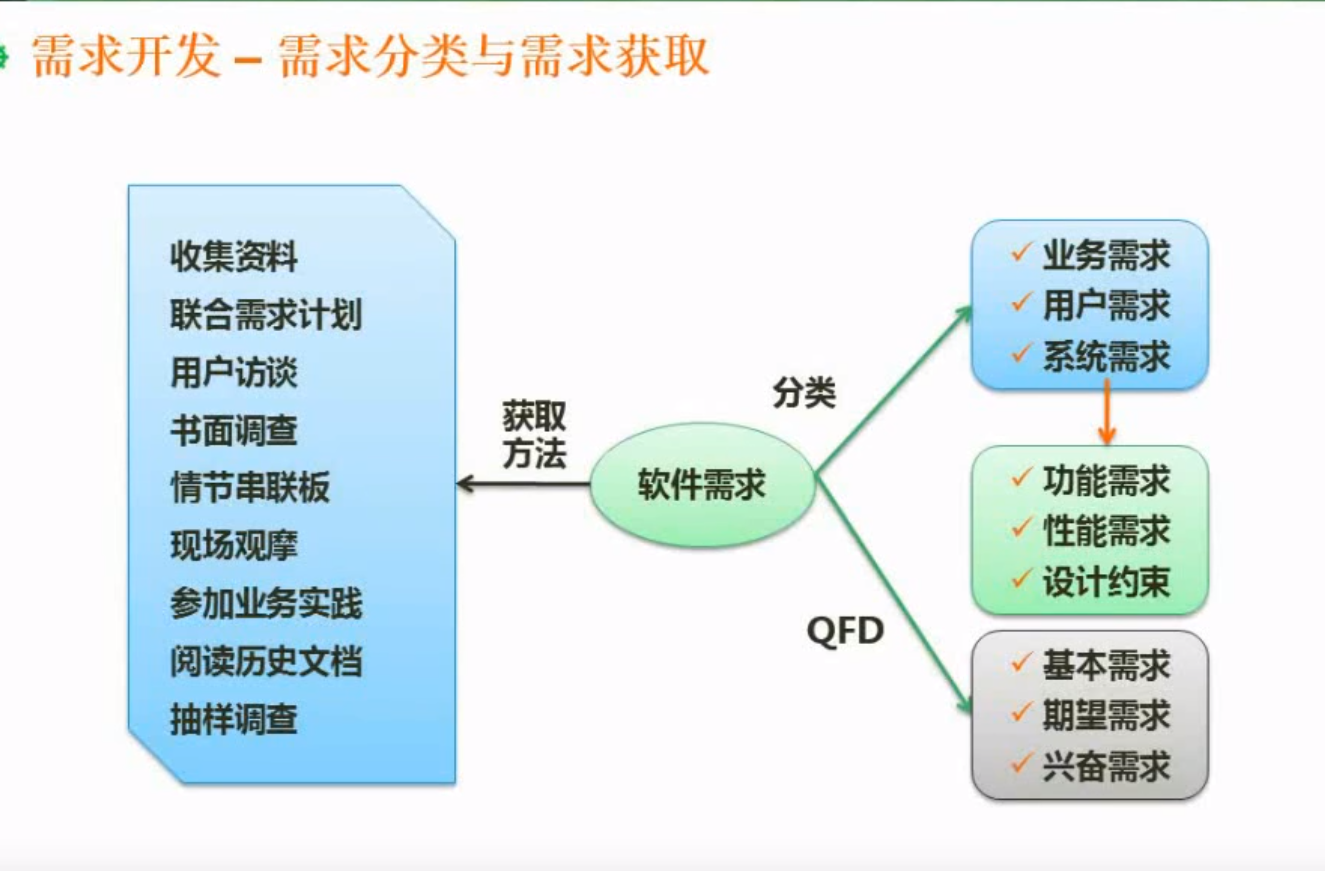 需求开发 – 需求分类与需求获取
收集资料
联合需求计划
用户访谈
书面调查
情节串联板
现场观摩
参加业务实践
阅读历史文档
抽样调查
获取
方法
软件需求
分类
QFD
业务需求
用户需求
系统需求
功能需求
性能需求
设计约束
基本需求
期望需求
兴奋需求